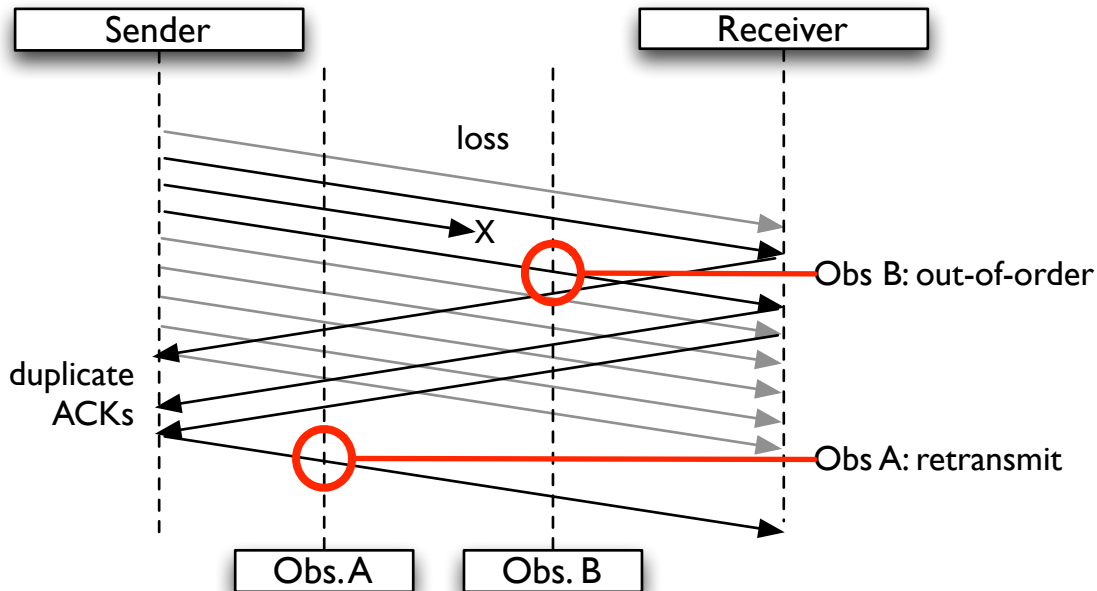 Sender
Receiver
loss
X
Obs B: out-of-order
duplicate
ACKs
Obs A: retransmit
Obs. A
Obs. B